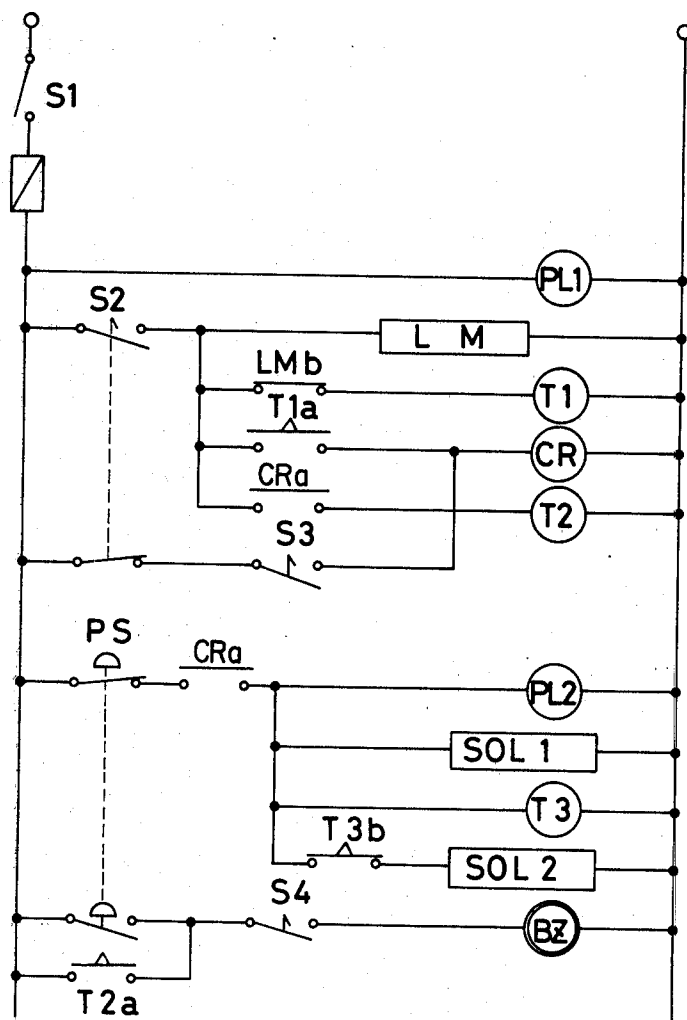 S1
PL1
S2
L M
LMb
T1
T1a
CR
CRa
T2
S3
PS
CRa
PL2
SOL 1
T3
T3b
SOL 2
S4
BZ
T2a